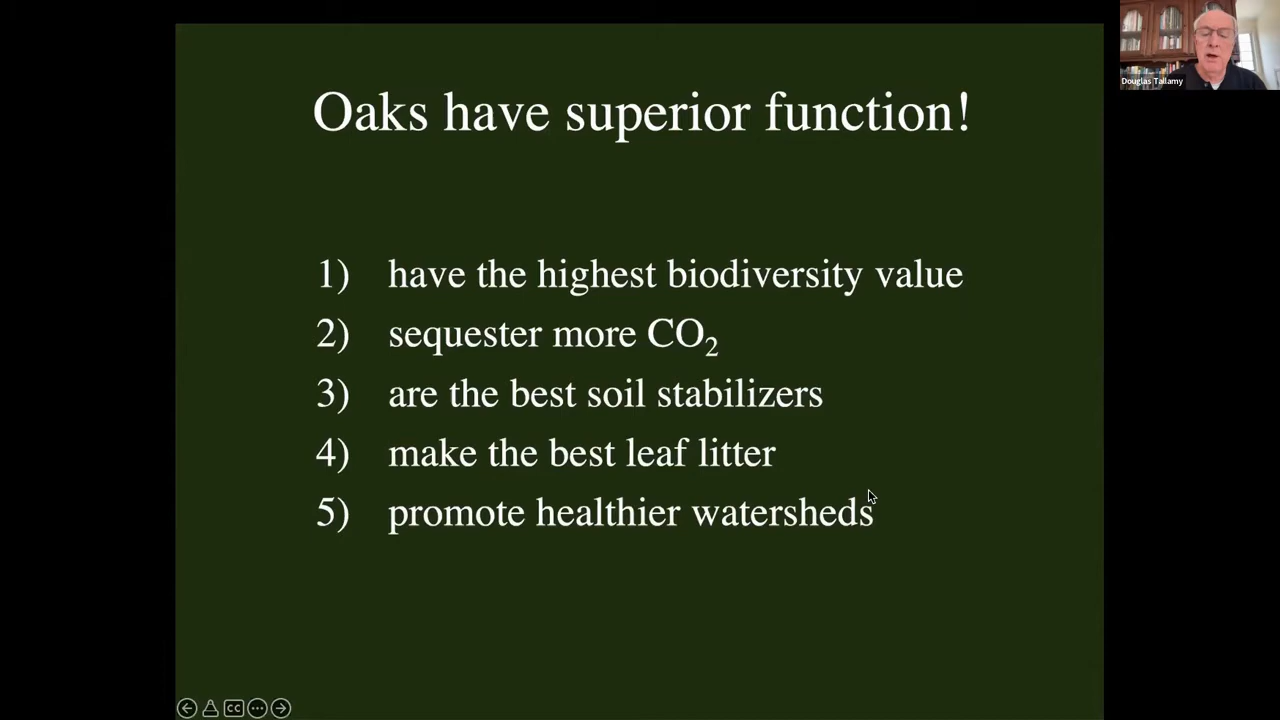 Oaks have superior function!
1) have the highest biodiversity value
2) sequester more CO₂
3) are the best soil stabilizers
4) make the best leaf litter
5) promote healthier watersheds
Douglas Tallamy
CC